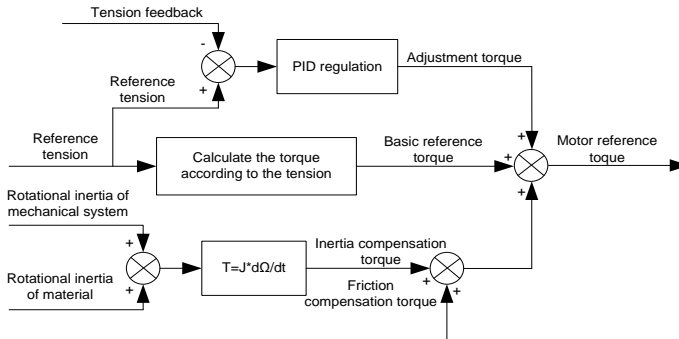 Tension feedback
-
PID regulation
Adjustment torque
+
Reference
tension
+
Reference
tension
Calculate the torque
according to the tension
Basic reference
torque
+
Motor reference
toque
+
Rotational inertia of
mechanical system
+
T=J*dΩ/dt
Inertia compensation
torque
+
Rotational inertia
of material
+
Friction
compensation torque
+